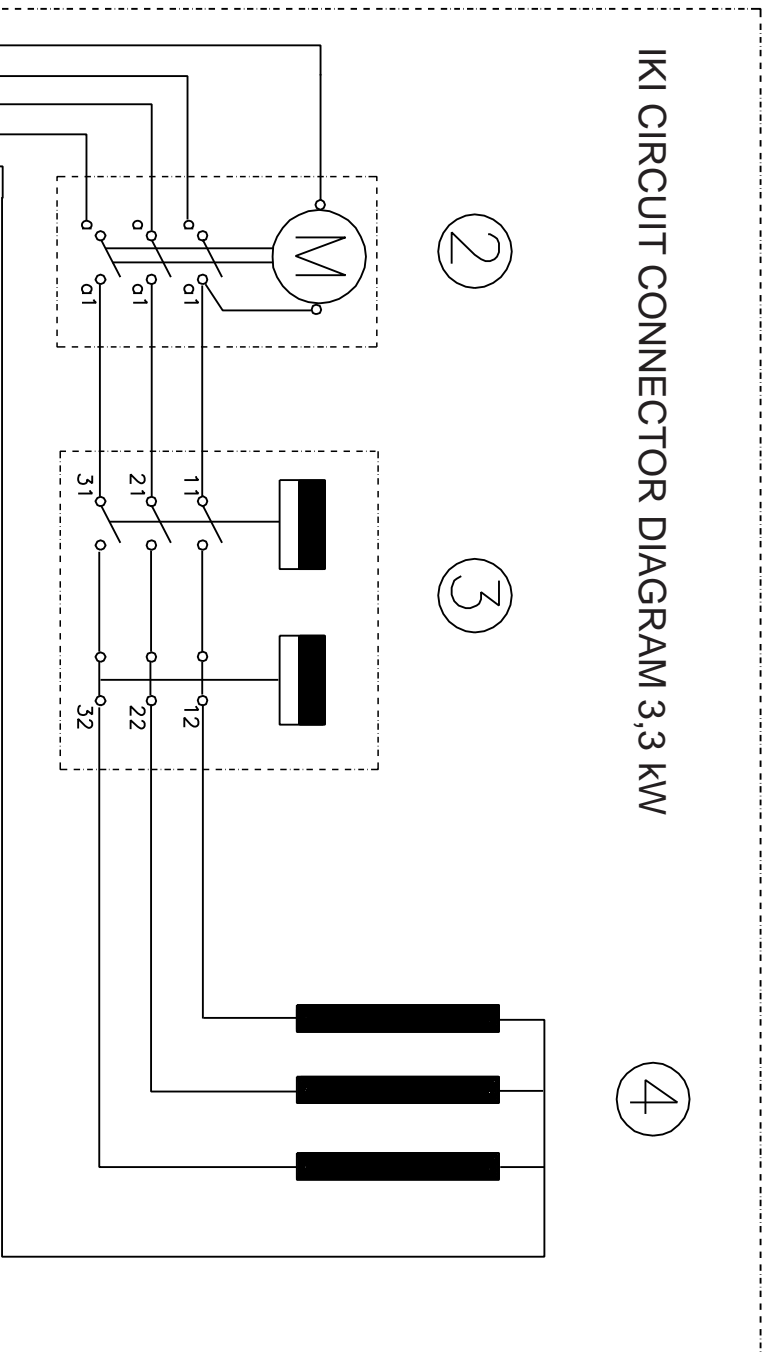 IKI CIRCUIT CONNECTOR DIAGRAM 3,3 kW
2
3
4
M
a
a
a
a1
a1
a1
11
21
31
12
22
32